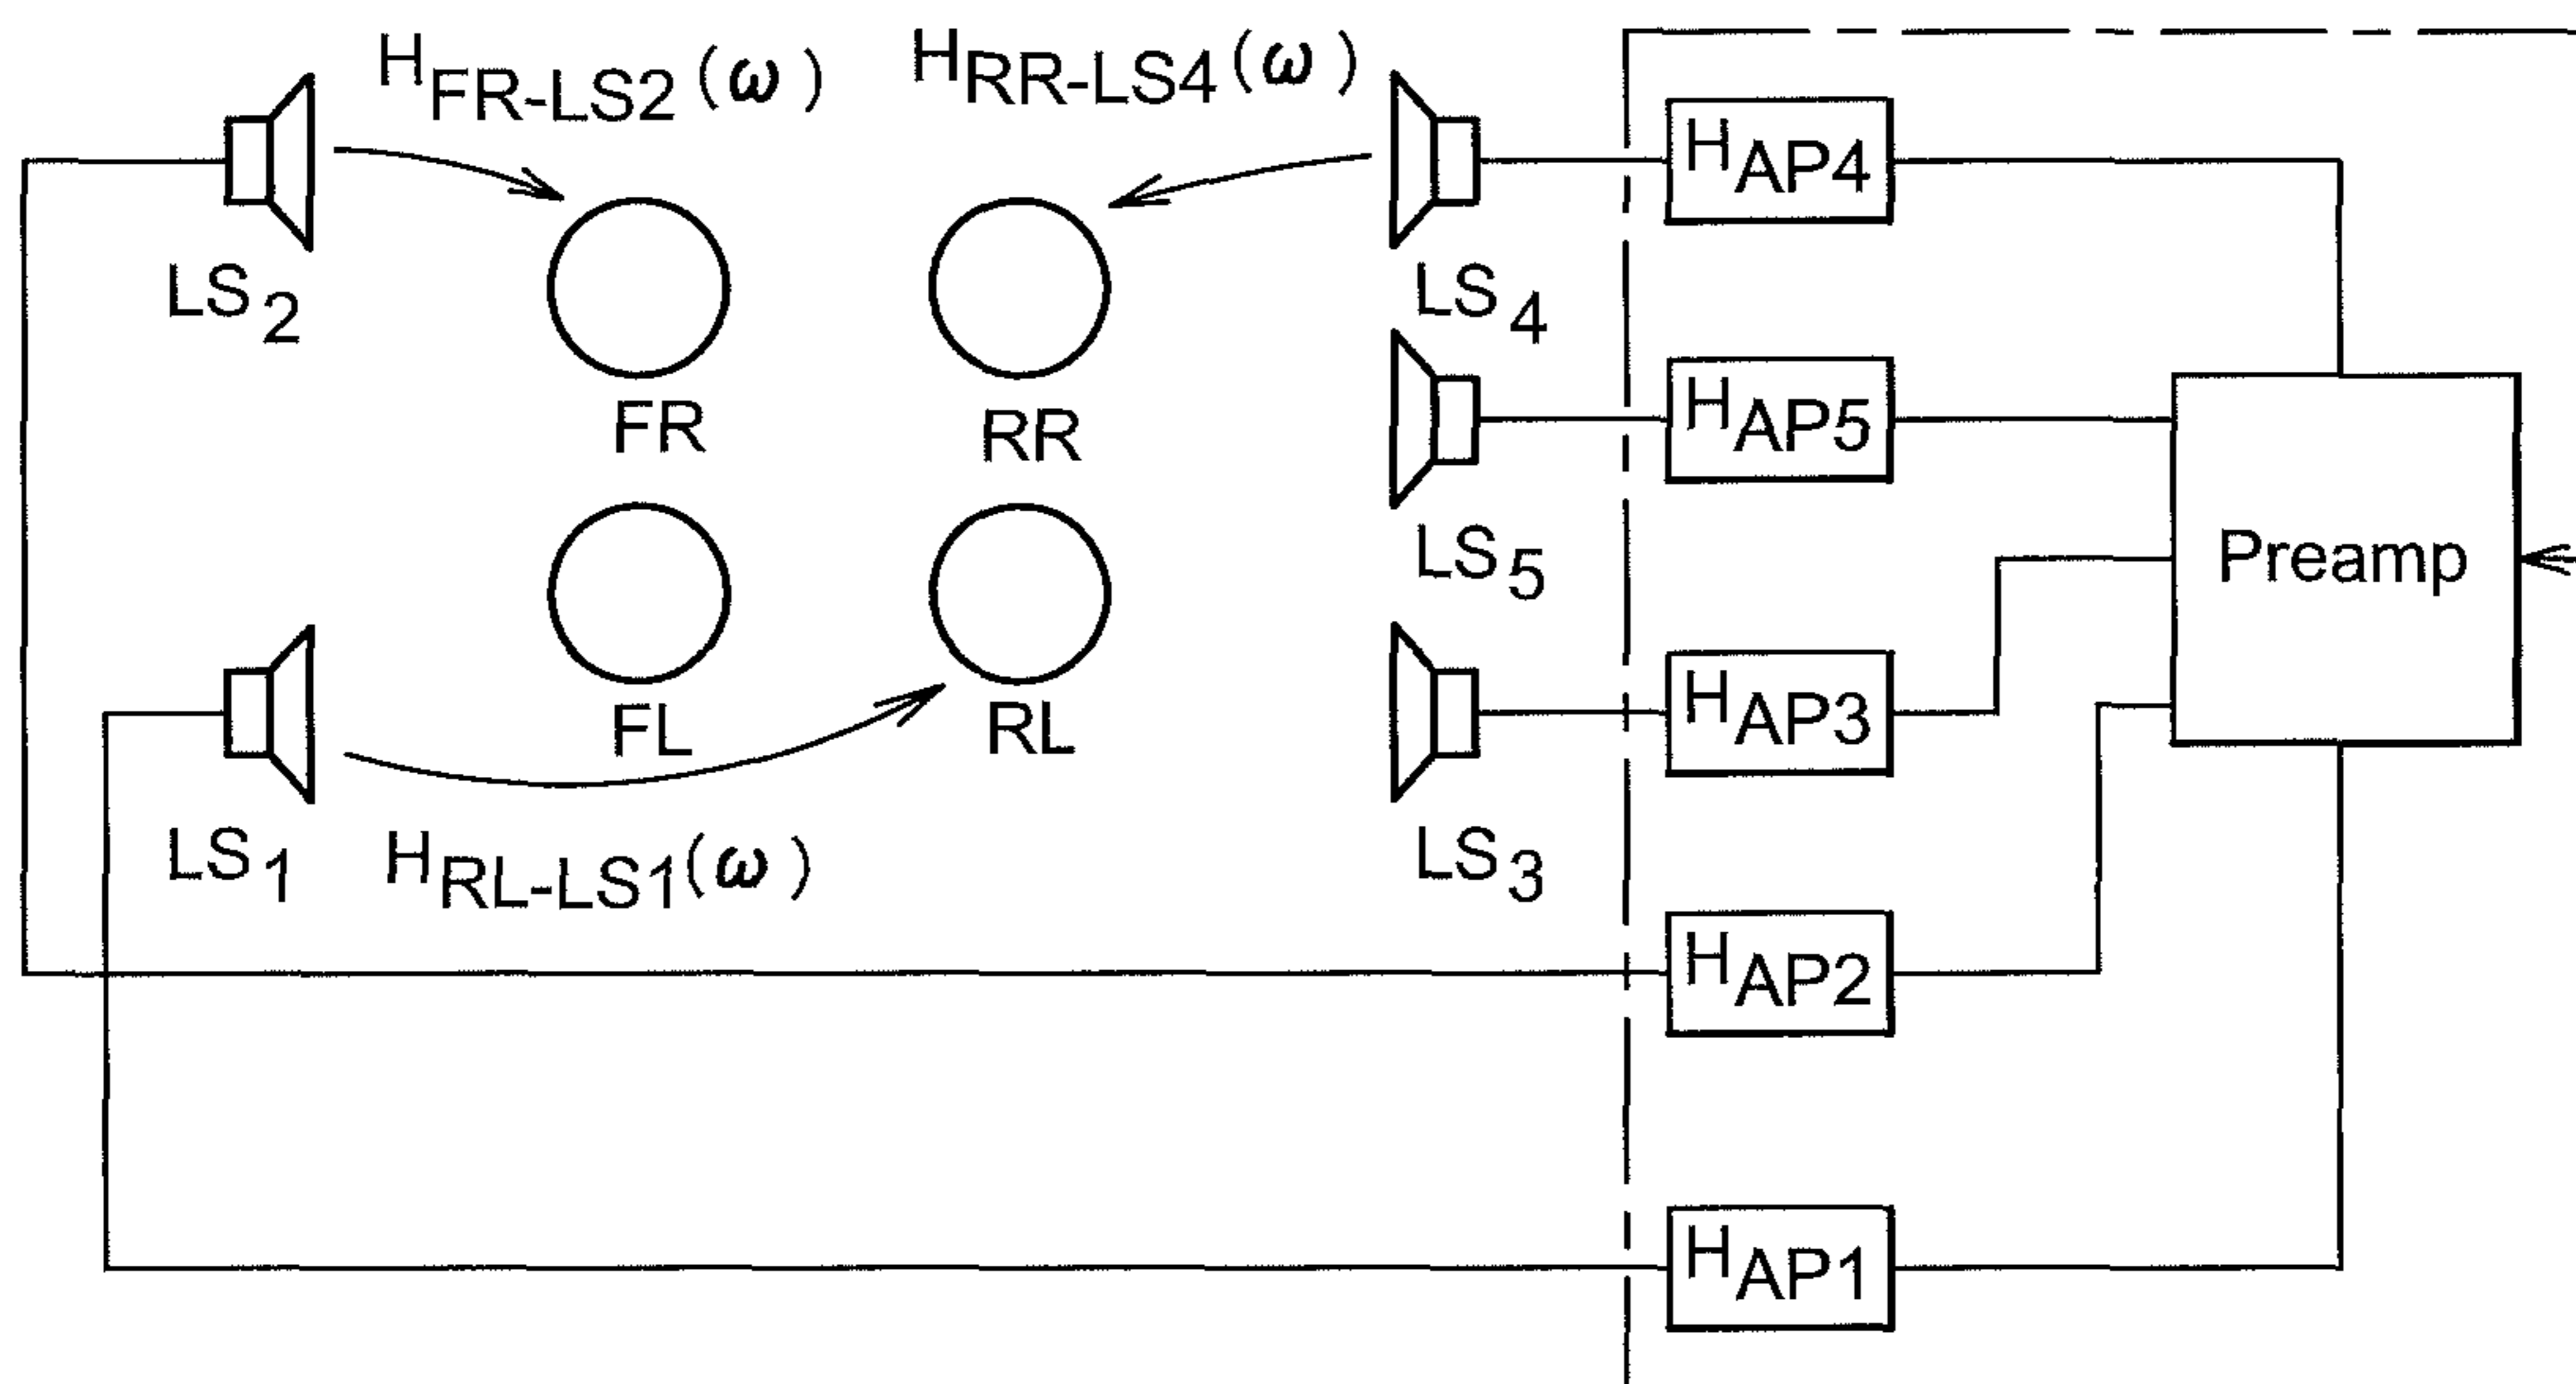 HFR-LS2(ω)
HRR-LS4(ω)
HAP4
LS2
LS4
FR
RR
HAP5
LS5
Preamp
FL
RL
HAP3
LS1
HRL-LS1(ω)
LS3
HAP2
HAP1